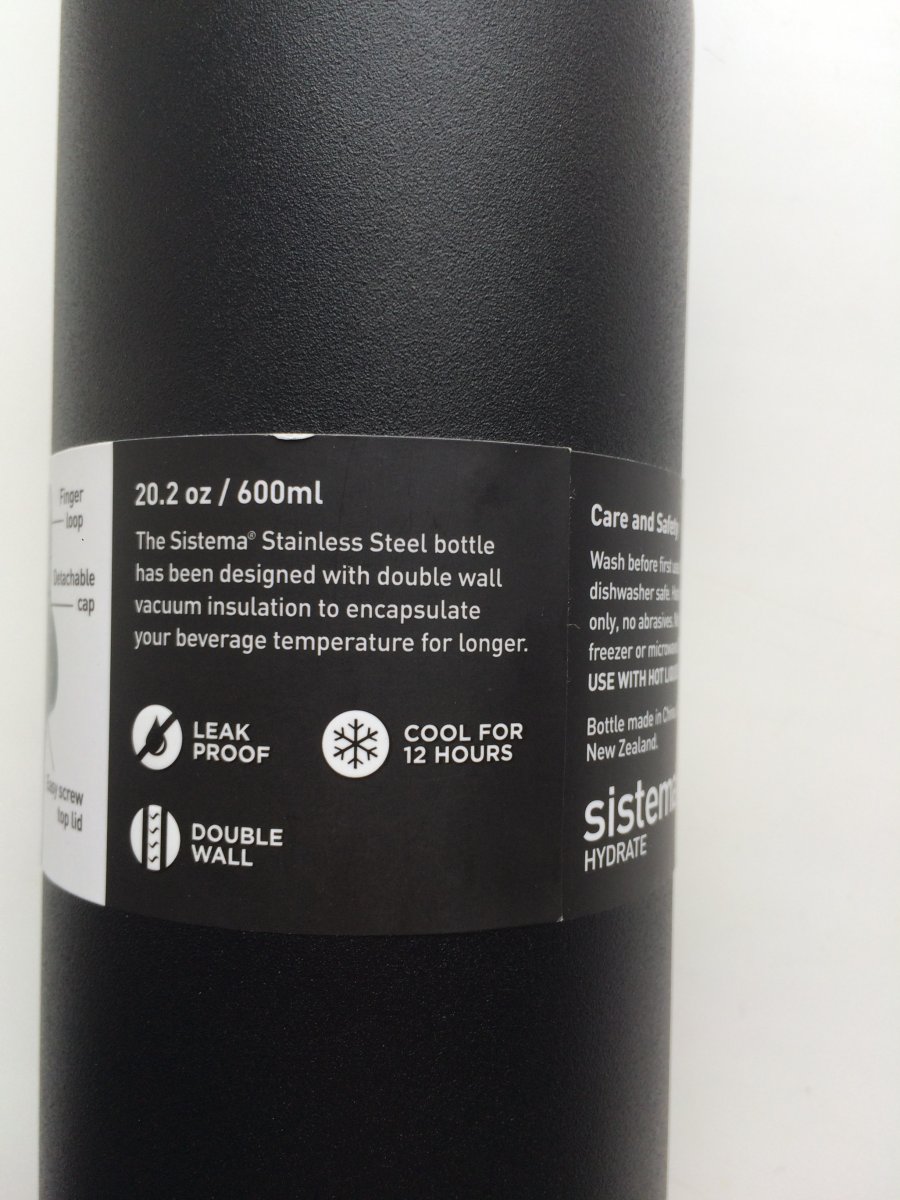 Finger
loop
Detachable
cap
Easy screw
top lid
20.2 oz / 600ml
The Sistema® Stainless Steel bottle
has been designed with double wall
vacuum insulation to encapsulate
your beverage temperature for longer.
LEAK
PROOF
COOL FOR
12 HOURS
DOUBLE
WALL
Care and Safety
Wash before first
dishwasher safe.
only, no abrasives.
freezer or
USE WITH HOT
Bottle made in China
New Zealand.
sistema
HYDRATE